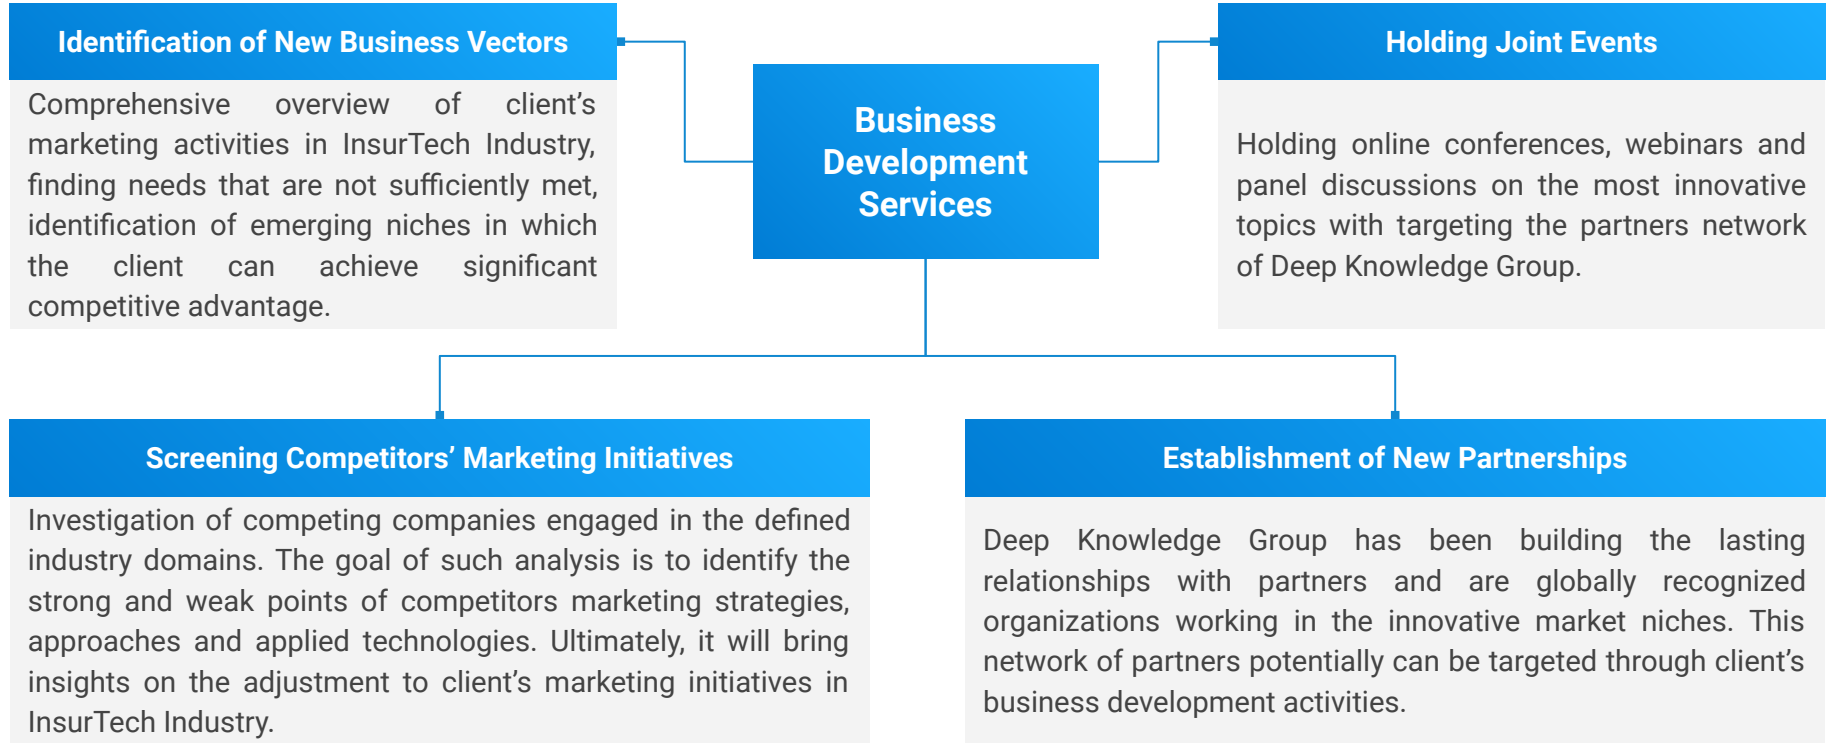 Identification of New Business Vectors
Comprehensive overview of client’s
marketing activities in InsurTech Industry,
finding needs that are not sufficiently met,
identification of emerging niches in which
the client can achieve significant
competitive advantage.
Business
Development
Services
Holding Joint Events
Holding online conferences, webinars and
panel discussions on the most innovative
topics with targeting the partners network
of Deep Knowledge Group.
Screening Competitors’ Marketing Initiatives
Investigation of competing companies engaged in the defined
industry domains. The goal of such analysis is to identify the
strong and weak points of competitors marketing strategies,
approaches and applied technologies. Ultimately, it will bring
insights on the adjustment to client’s marketing initiatives in
InsurTech Industry.
Establishment of New Partnerships
Deep Knowledge Group has been building the lasting
relationships with partners and are globally recognized
organizations working in the innovative market niches. This
network of partners potentially can be targeted through client’s
business development activities.